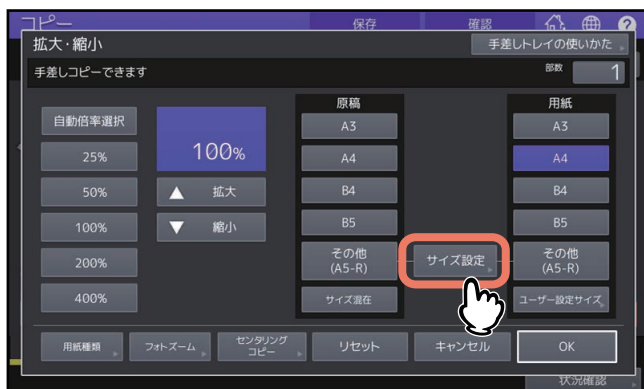 コピー 保存 確認
拡大・縮小 手差しトレイの使いかた
手差しコピーできます 部数 1
原稿 用紙
自動倍率選択 A3 A3
25% 100% A4 A4
50% 拡大 B4 B4
100% 縮小 B5 B5
200% その他 サイズ設定 その他
(A5-R) (A5-R)
400% サイズ混在 ユーザー設定サイズ
用紙種類 フォトズーム センタリング リセット キャンセル OK
コピー
状況確認